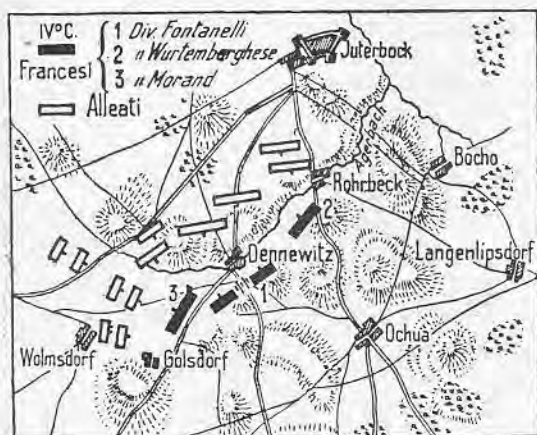 IV°C.
Francesi
1 Div. Fontanelli
2 " Wurtemberghese
3 " Morand
Alleati
Juterbock
Agerbach
Bocho
Rohrbeck
2
Dennewitz
Langenlipsdorf
1
3
Ochua
Wolmsdorf
Golsdorf